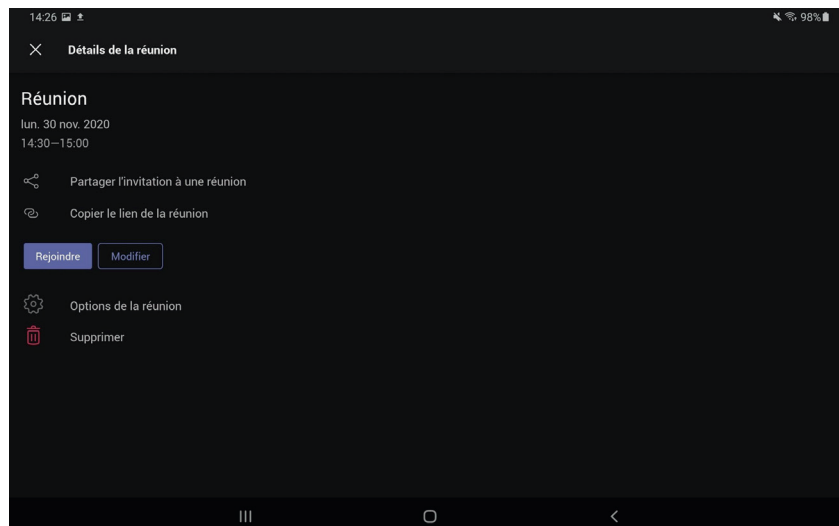 14:26
98%
Détails de la réunion
Réunion
lun. 30 nov. 2020
14:30–15:00
Partager l'invitation à une réunion
Copier le lien de la réunion
Rejoindre
Modifier
Options de la réunion
Supprimer